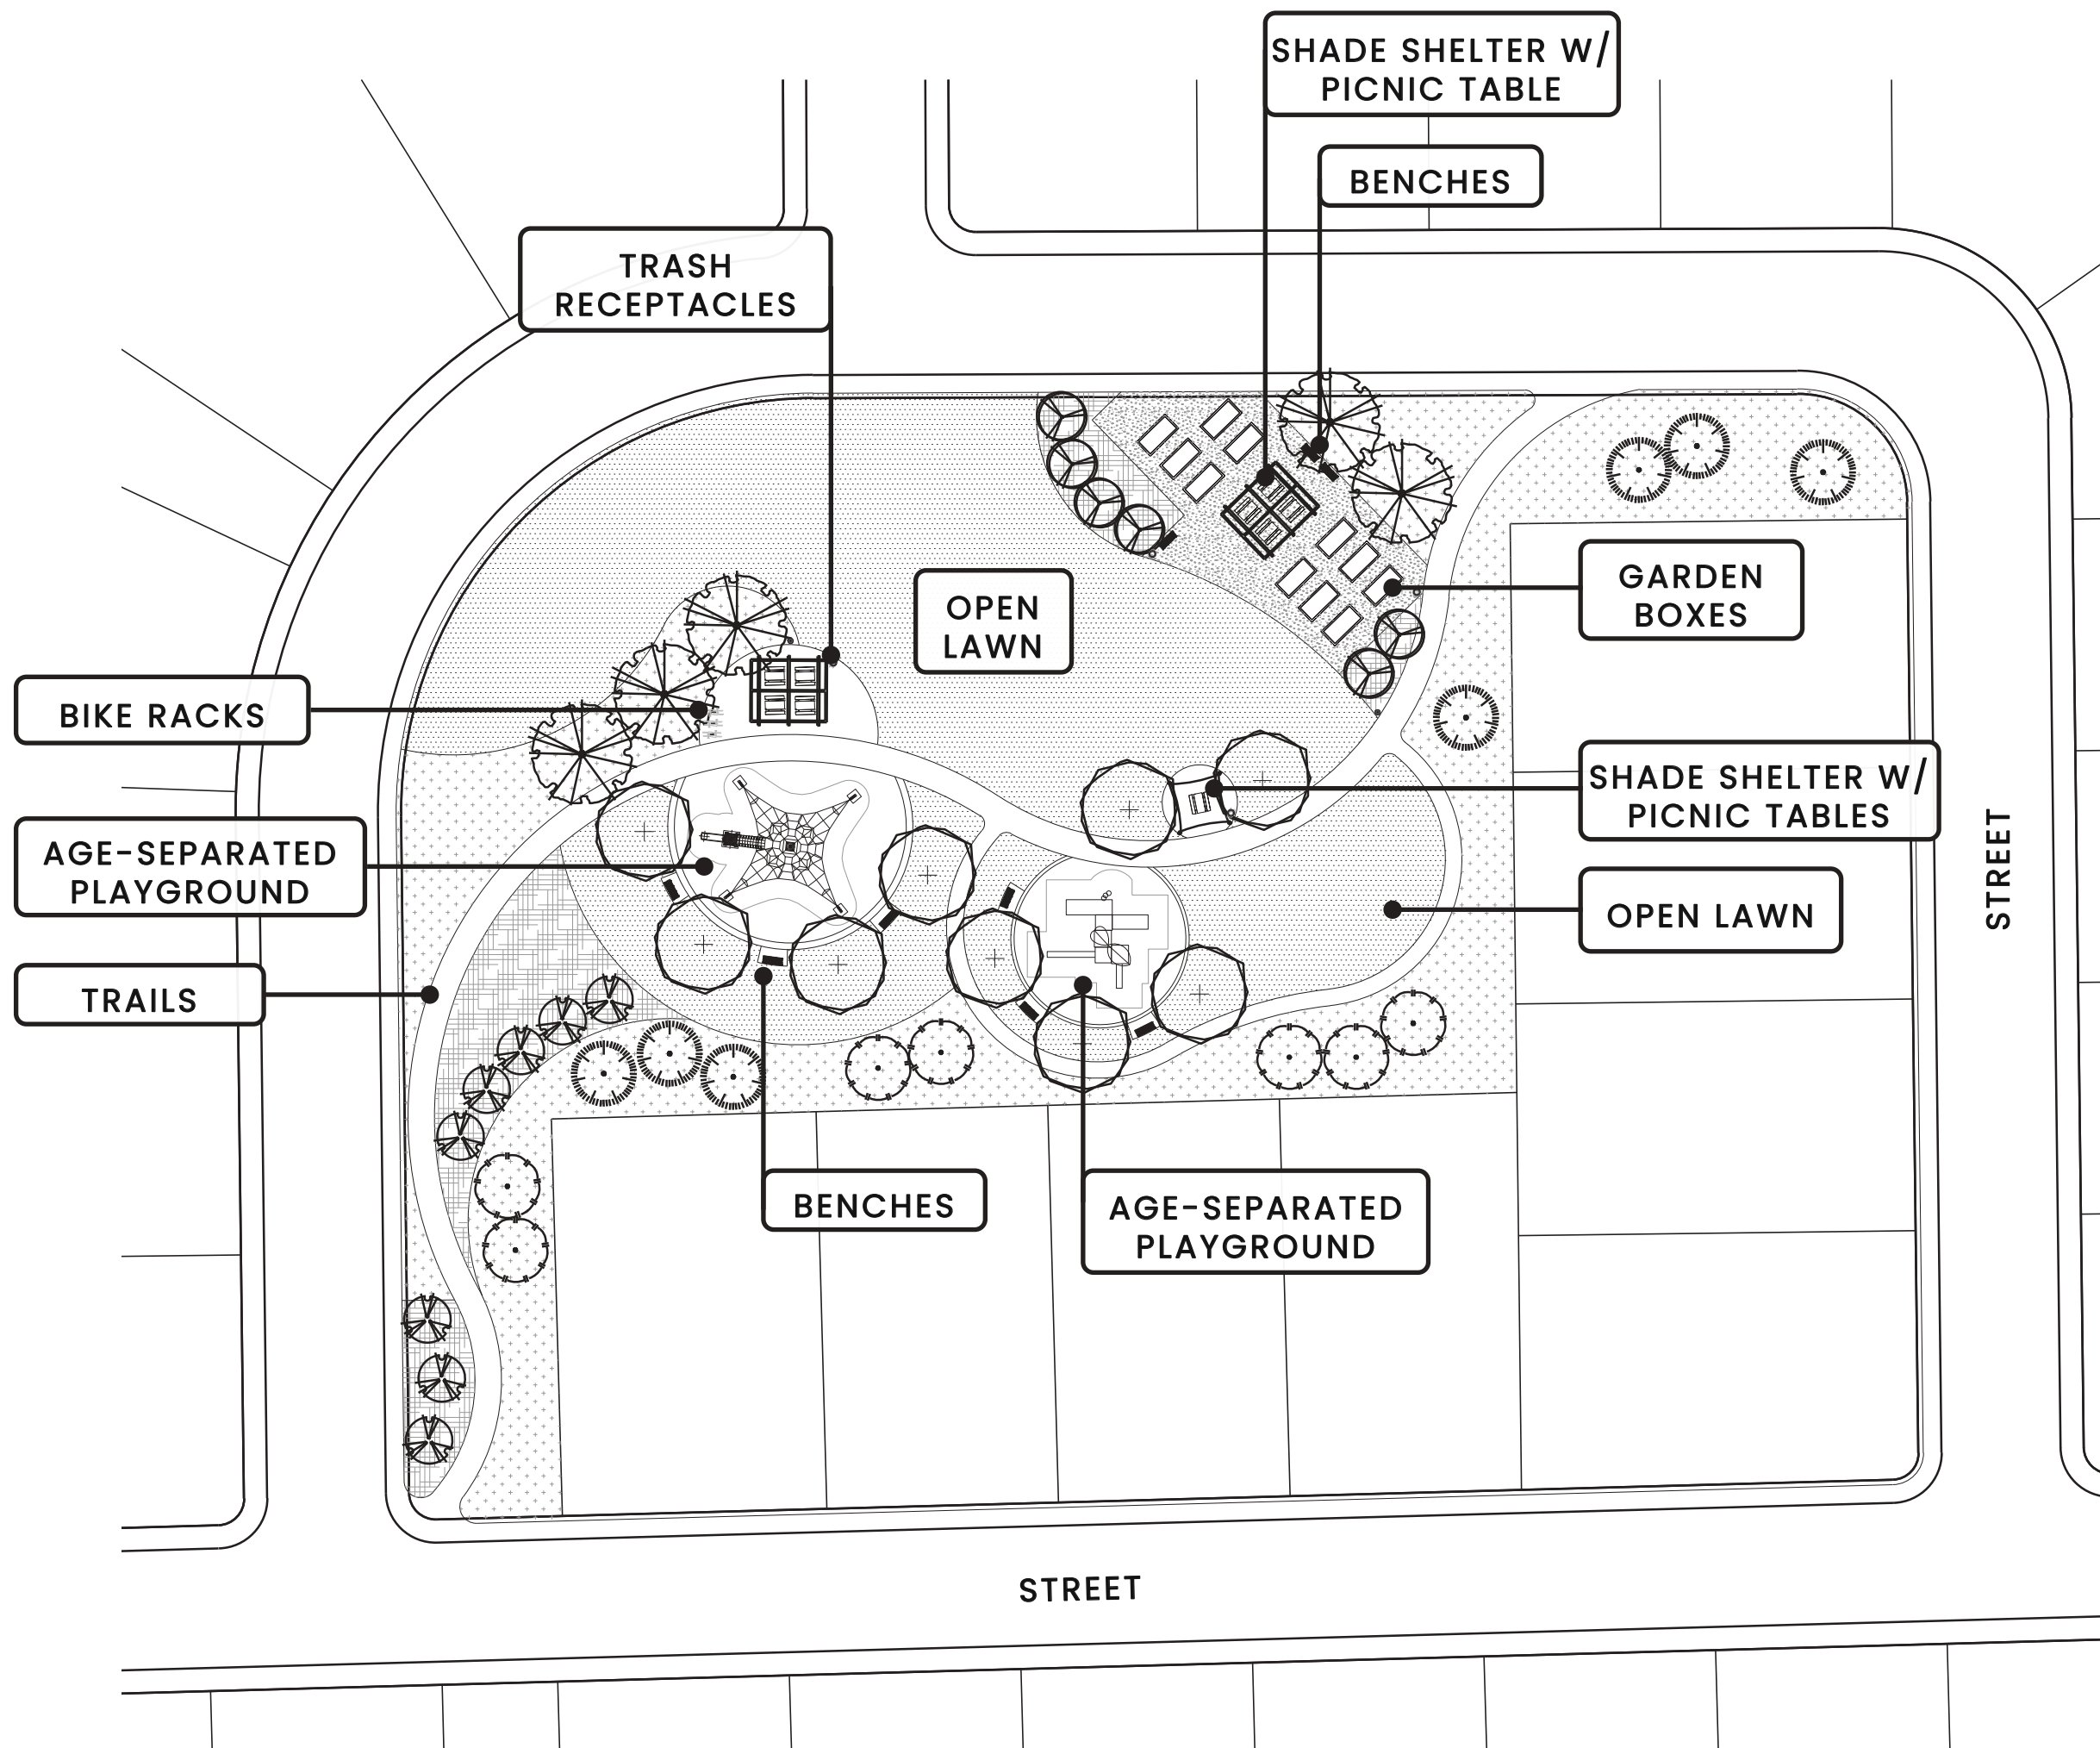 SHADE SHELTER W/
PICNIC TABLE
BENCHES
TRASH
RECEPTACLES
OPEN
LAWN
GARDEN
BOXES
BIKE RACKS
SHADE SHELTER W/
PICNIC TABLES
AGE-SEPARATED
PLAYGROUND
OPEN LAWN
STREET
TRAILS
BENCHES
AGE-SEPARATED
PLAYGROUND
STREET